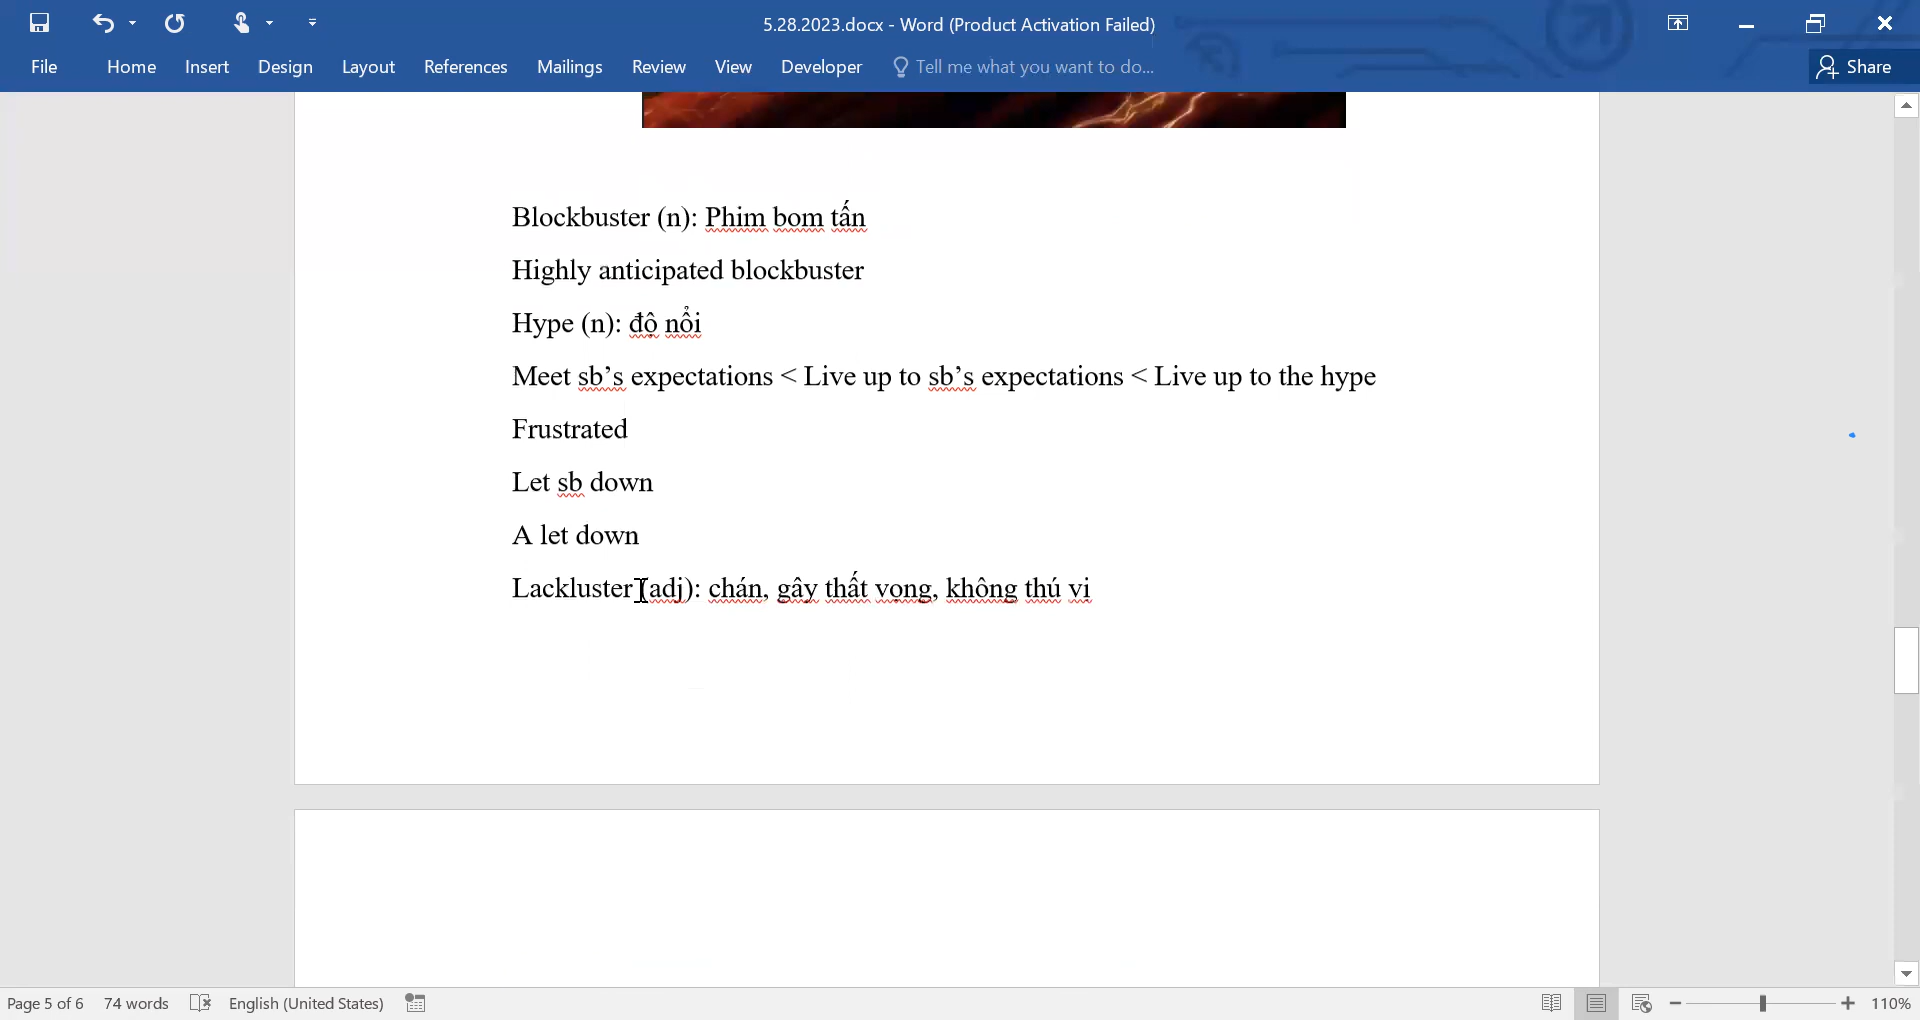 5.28.2023.docx - Word (Product Activation Failed)
File Home Insert Design Layout References Mailings Review View Developer Tell me what you want to do... Share
Blockbuster (n): Phim bom tấn
Highly anticipated blockbuster
Hype (n): độ nổi
Meet sb’s expectations < Live up to sb’s expectations < Live up to the hype
Frustrated
Let sb down
A let down
Lackluster (adj): chán, gây thất vọng, không thú vi
Page 5 of 6 74 words English (United States) 110%